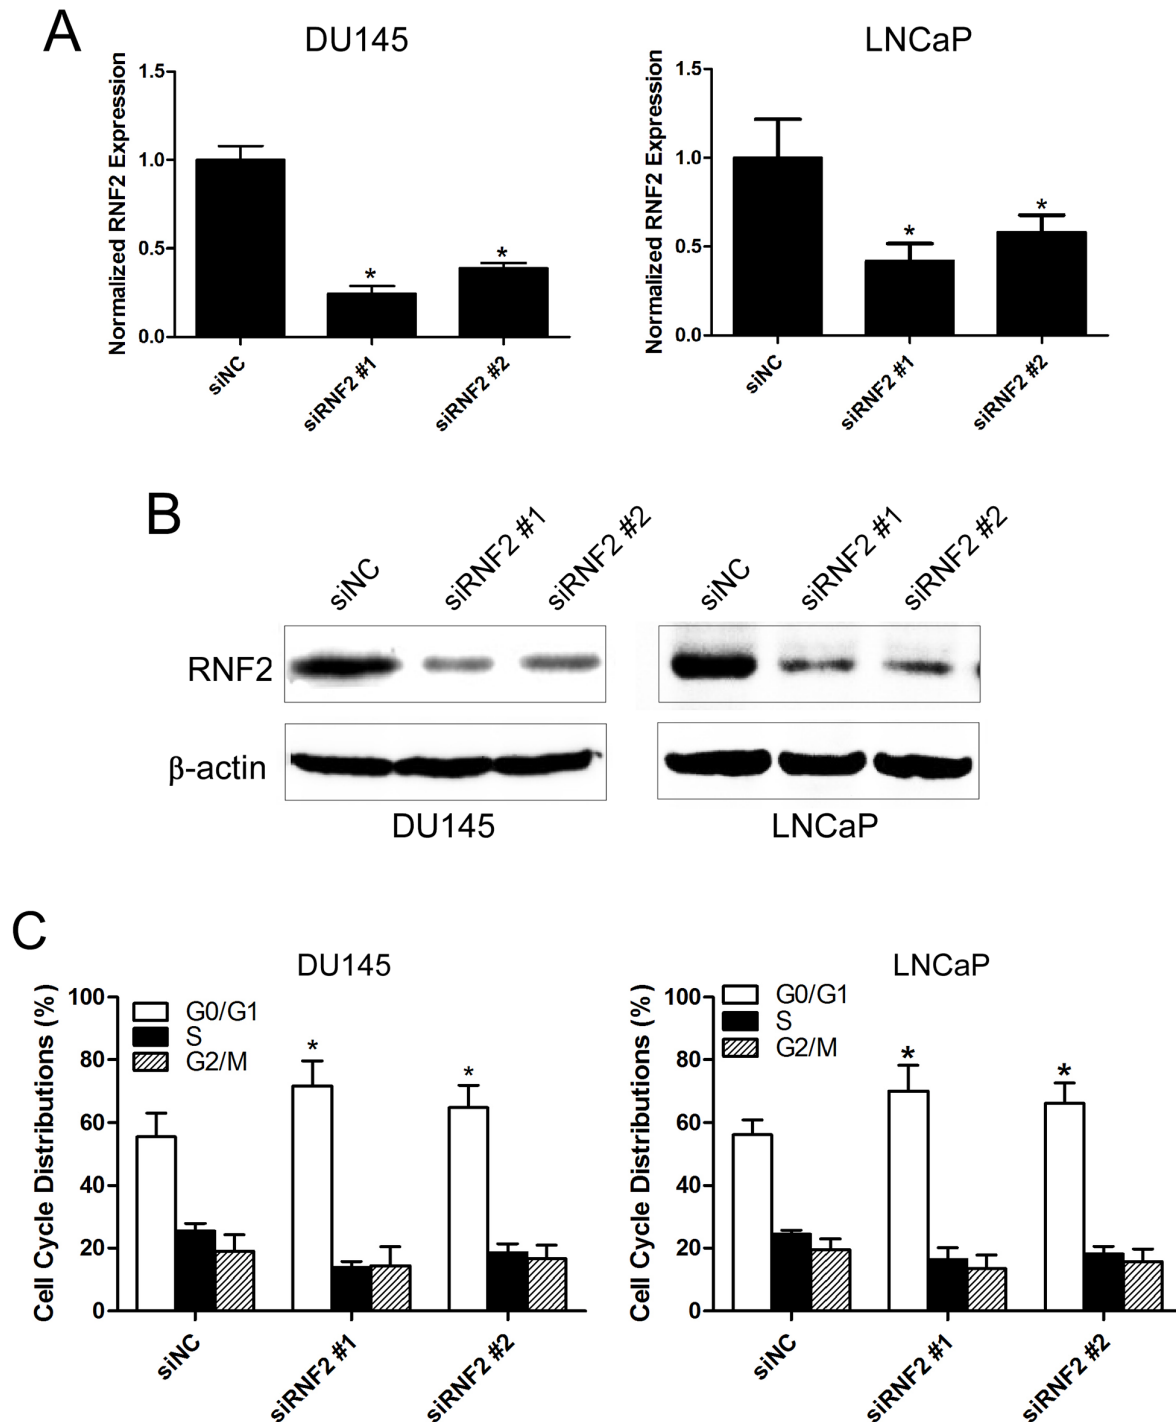 A
DU145
LNCaP
Normalized RNF2 Expression
1.5
1.0
0.5
0.0
siNC
siRNF2 #1
siRNF2 #2
*
*
Normalized RNF2 Expression
1.5
1.0
0.5
0.0
siNC
siRNF2 #1
siRNF2 #2
*
*
B
siNC
siRNF2 #1
siRNF2 #2
siNC
siRNF2 #1
siRNF2 #2
RNF2
β-actin
DU145
LNCaP
C
DU145
Cell Cycle Distributions (%)
100
80
60
40
20
0
G0/G1
S
G2/M
*
*
siNC
siRNF2 #1
siRNF2 #2
LNCaP
Cell Cycle Distributions (%)
100
80
60
40
20
0
G0/G1
S
G2/M
*
*
siNC
siRNF2 #1
siRNF2 #2